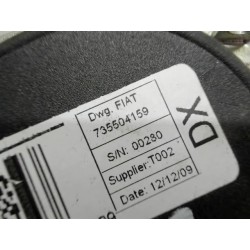 Dwg. FIAT
735504159
S/N: 00280
Supplier:T002
Date: 12/12/09
DX